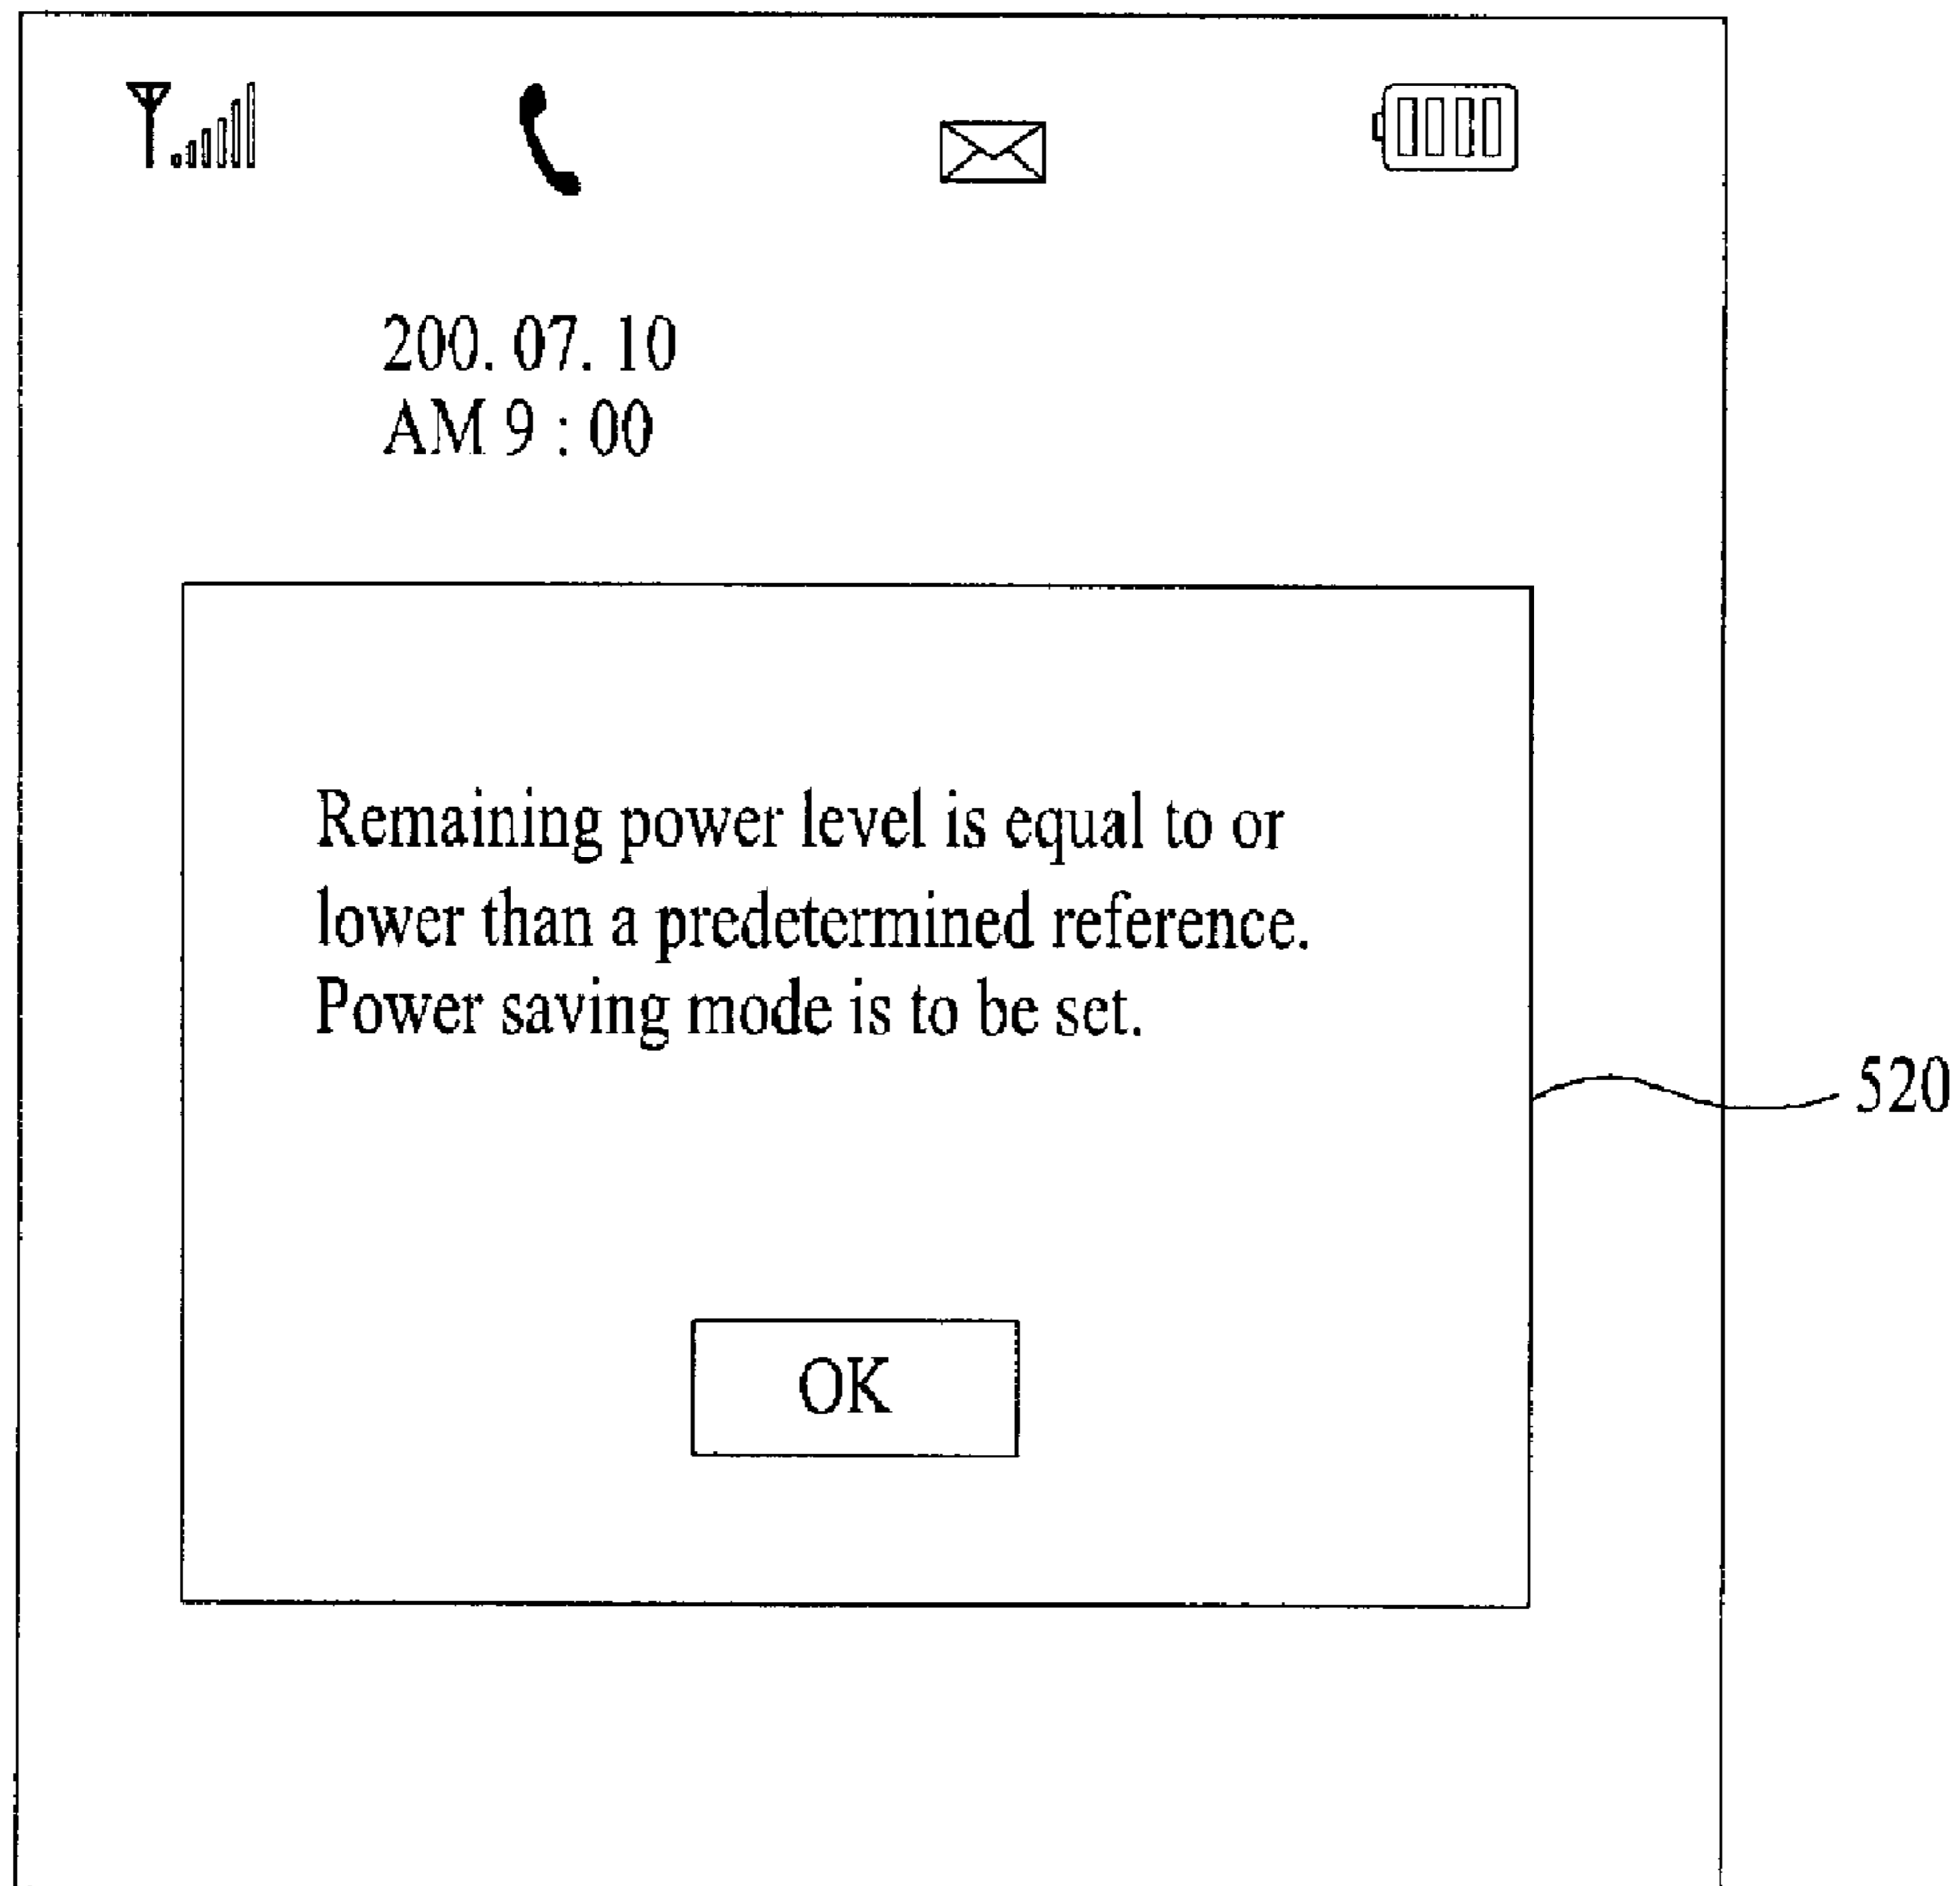 200. 07. 10
AM 9 : 00
Remaining power level is equal to or
lower than a predetermined reference.
Power saving mode is to be set.
520
OK